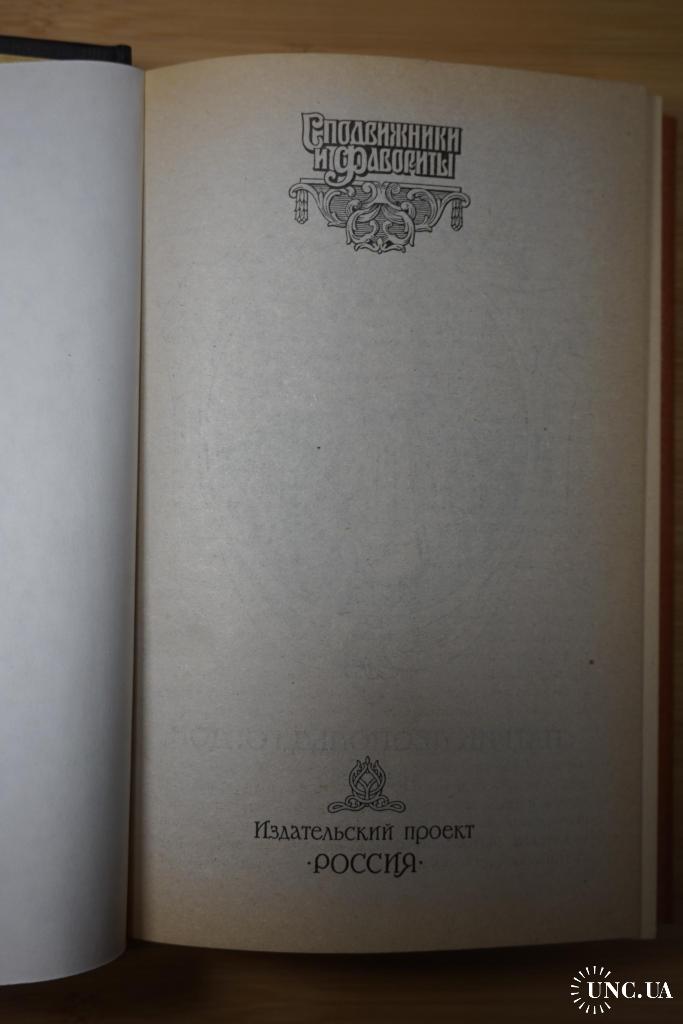 Сподвижники
и фавориты
Издательский проект
·РОССИЯ·
UNC.UA